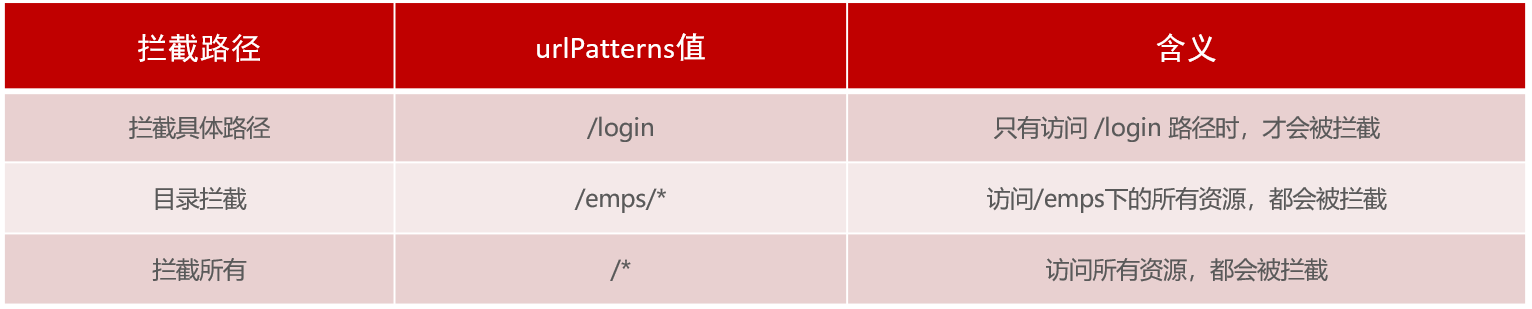 拦截路径 urlPatterns值 含义
拦截具体路径 /login 只有访问 /login 路径时，才会被拦截
目录拦截 /emps/* 访问/emps下的所有资源，都会被拦截
拦截所有 /* 访问所有资源，都会被拦截